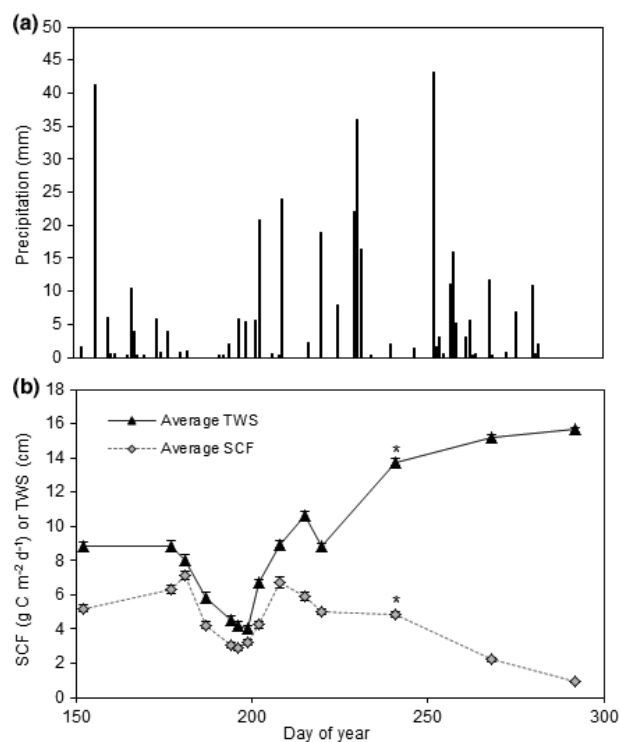 (a)
50
45
40
35
30
25
20
15
10
5
0
Precipitation (mm)
(b)
18
16
14
12
10
8
6
4
2
0
SCF (g C m⁻² d⁻¹) or TWS (cm)
Average TWS
Average SCF
*
*
150 200 250 300
Day of year